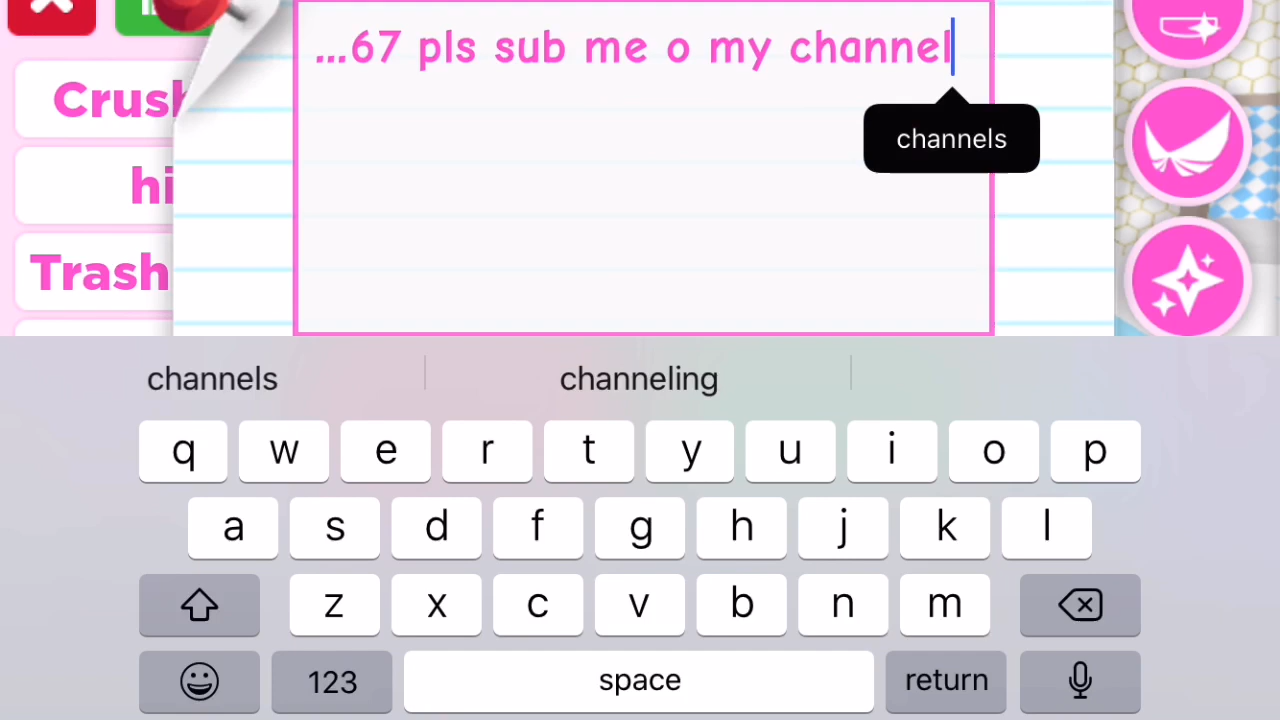 ...67 pls sub me o my channel
channels
Crush
hi
Trash
channels channeling
q w e r t y u i o p
a s d f g h j k l
z x c v b n m
123 space return